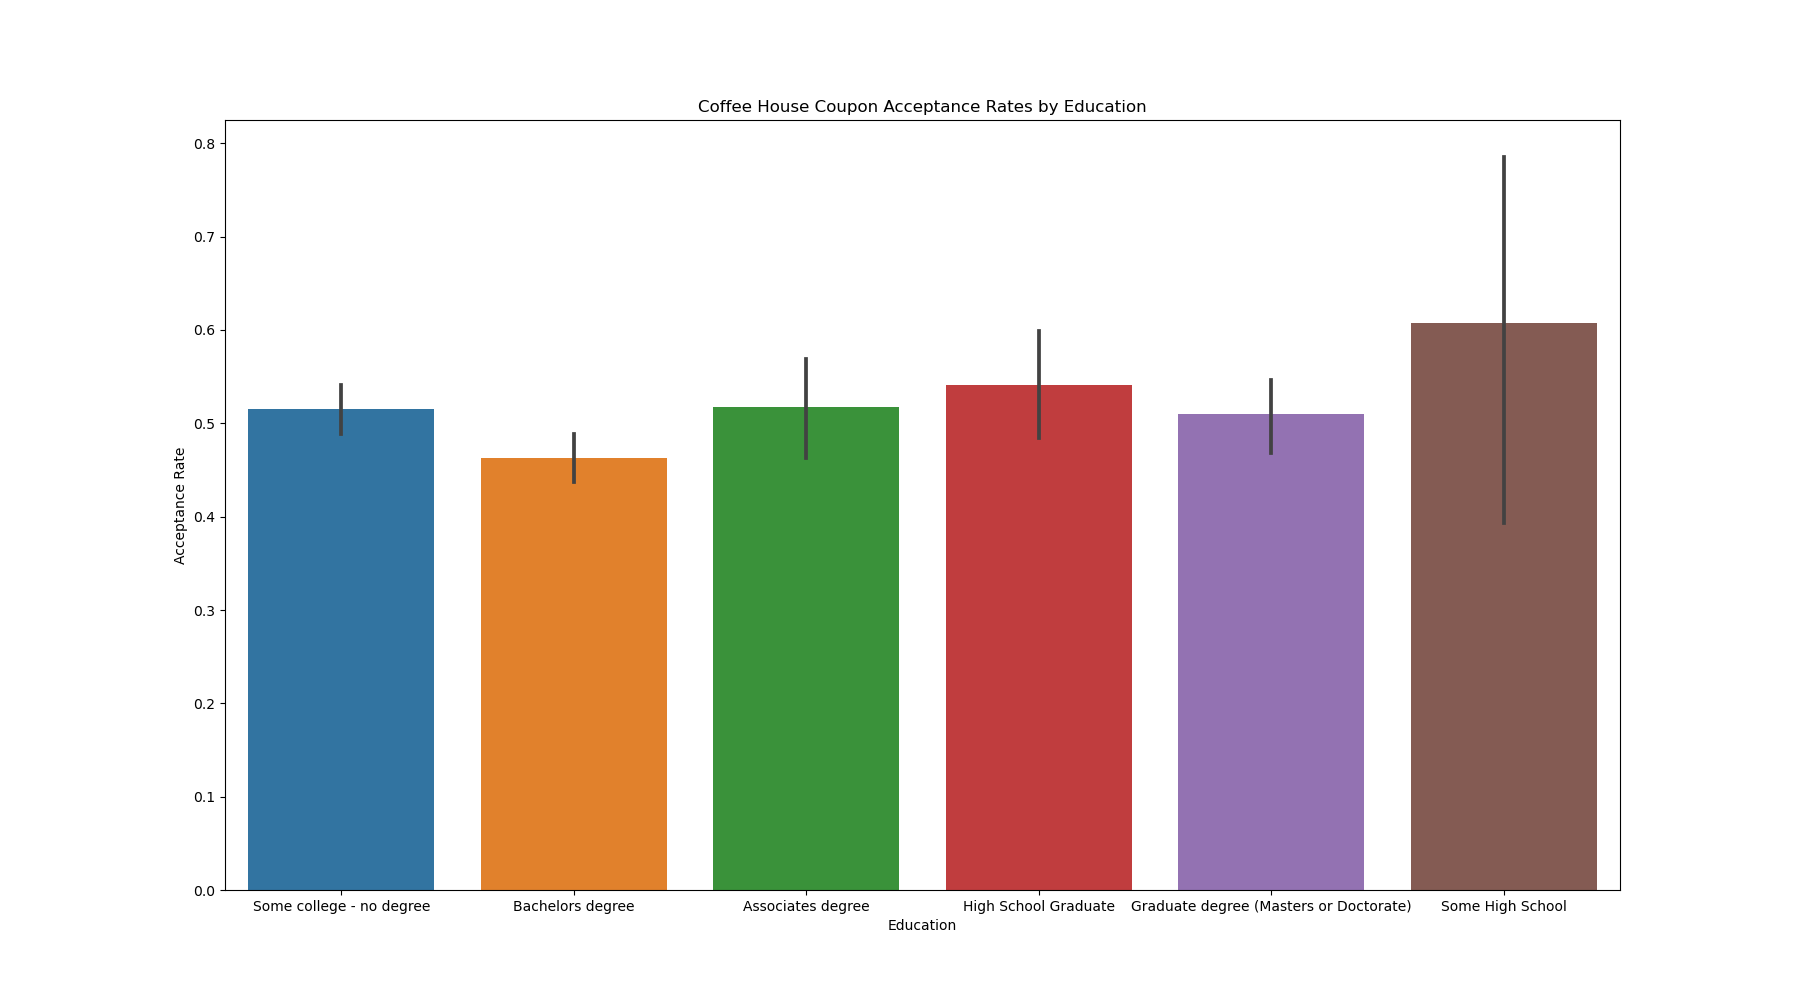 Coffee House Coupon Acceptance Rates by Education
Acceptance Rate
0.8
0.7
0.6
0.5
0.4
0.3
0.2
0.1
0.0
Some college - no degree
Bachelors degree
Associates degree
High School Graduate
Graduate degree (Masters or Doctorate)
Some High School
Education